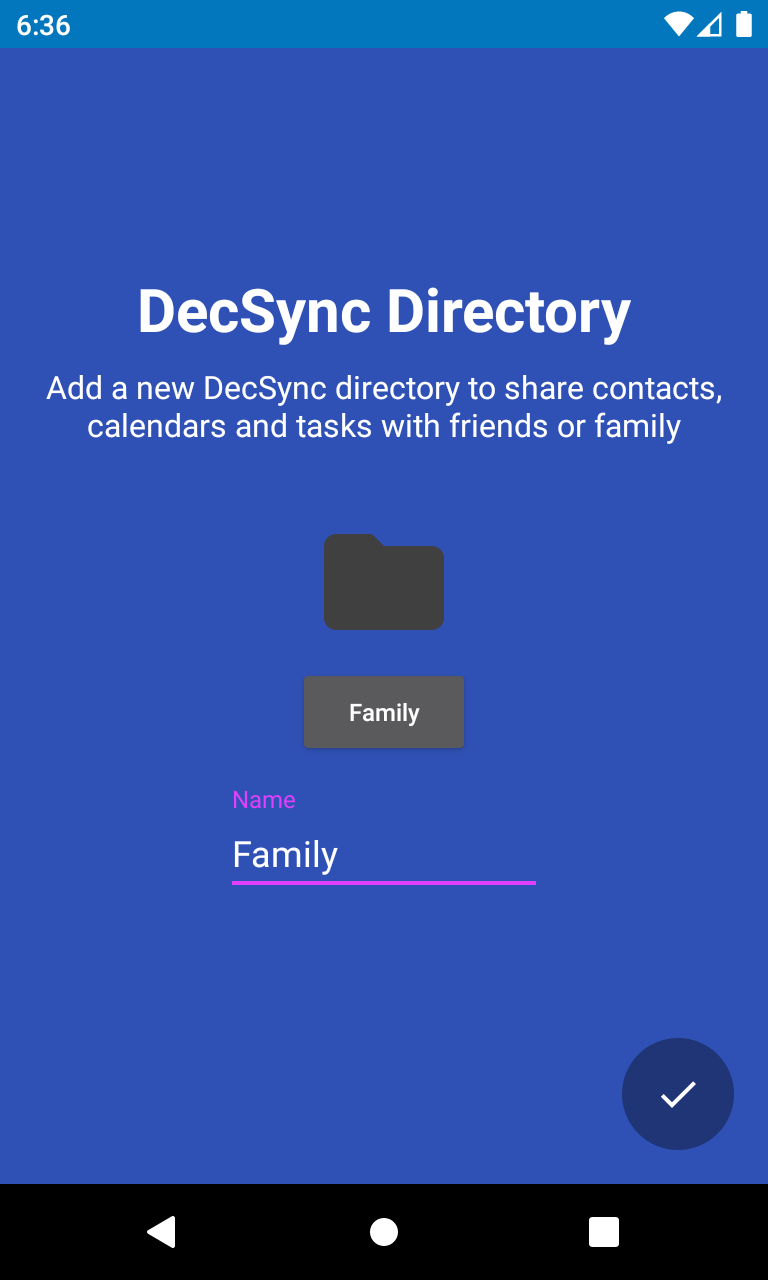 6:36
DecSync Directory
Add a new DecSync directory to share contacts,
calendars and tasks with friends or family
Family
Name
Family